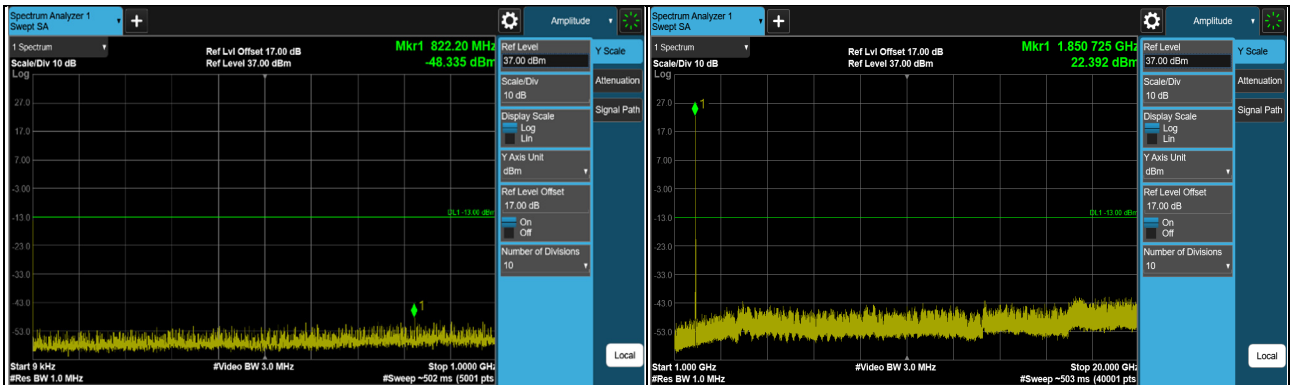 Spectrum Analyzer 1
Swept SA
+
Amplitude
1 Spectrum
Scale/Div 10 dB
Log
Ref Lvl Offset 17.00 dB
Ref Level 37.00 dBm
Mkr1 822.20 MHz
-48.335 dBm
27.0
17.0
7.00
-3.00
-13.0
-23.0
-33.0
-43.0
-53.0
DL1 -13.00 dBm
1
Start 9 kHz
#Res BW 1.0 MHz
#Video BW 3.0 MHz
Stop 1.0000 GHz
#Sweep ~502 ms (5001 pts
Ref Level
37.00 dBm
Scale/Div
10 dB
Display Scale
Log
Lin
Y Axis Unit
dBm
Ref Level Offset
17.00 dB
On
Off
Number of Divisions
10
Y Scale
Attenuation
Signal Path
Local
Spectrum Analyzer 1
Swept SA
+
Amplitude
1 Spectrum
Scale/Div 10 dB
Log
Ref Lvl Offset 17.00 dB
Ref Level 37.00 dBm
Mkr1 1.850 725 GHz
22.392 dBm
27.0
17.0
7.00
-3.00
-13.0
-23.0
-33.0
-43.0
-53.0
1
DL1 -13.00 dBm
Start 1.000 GHz
#Res BW 1.0 MHz
#Video BW 3.0 MHz
Stop 20.000 GHz
#Sweep ~503 ms (40001 pts
Ref Level
37.00 dBm
Scale/Div
10 dB
Display Scale
Log
Lin
Y Axis Unit
dBm
Ref Level Offset
17.00 dB
On
Off
Number of Divisions
10
Y Scale
Attenuation
Signal Path
Local